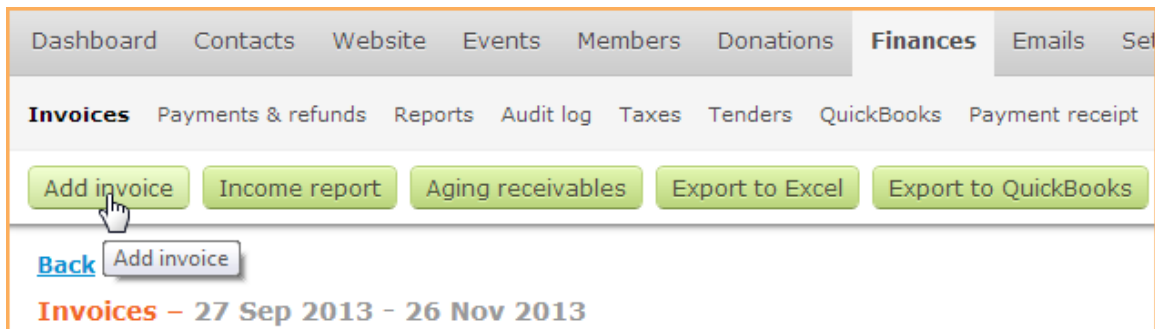 Dashboard Contacts Website Events Members Donations Finances Emails
Invoices Payments & refunds Reports Audit log Taxes Tenders QuickBooks Payment receipt
Add invoice Income report Aging receivables Export to Excel Export to QuickBooks
Back Add invoice
Invoices – 27 Sep 2013 - 26 Nov 2013